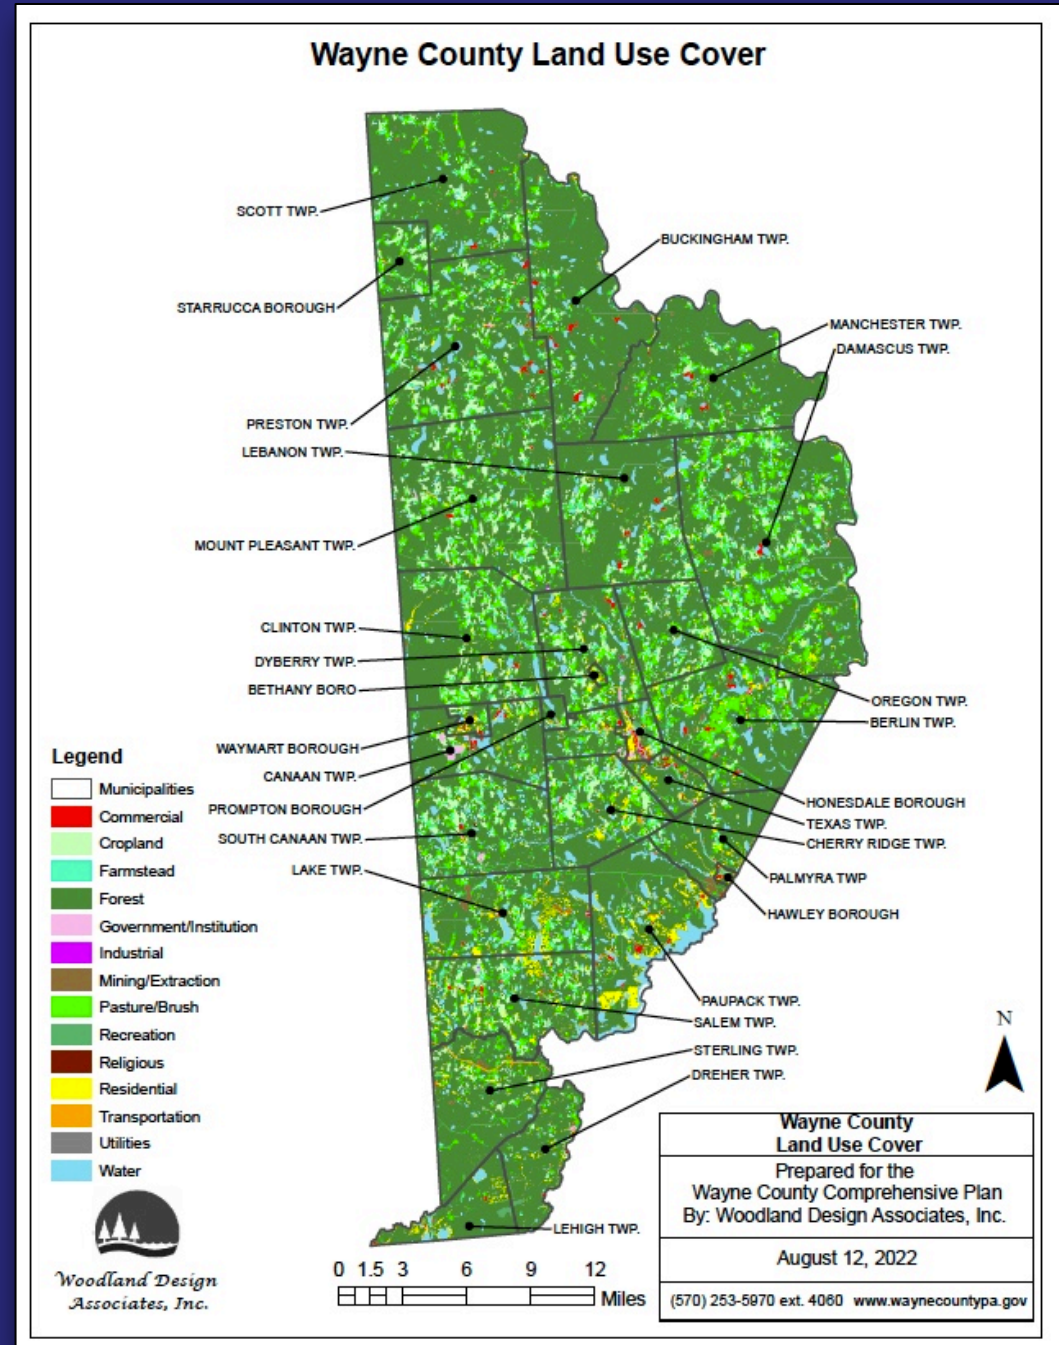 Wayne County Land Use Cover
SCOTT TWP.
BUCKINGHAM TWP.
STARRUCCA BOROUGH
MANCHESTER TWP.
DAMASCUS TWP.
PRESTON TWP.
LEBANON TWP.
MOUNT PLEASANT TWP.
CLINTON TWP.
DYBERRY TWP.
BETHANY BORO
OREGON TWP.
BERLIN TWP.
WAYMART BOROUGH
CANAAN TWP.
PROMPTON BOROUGH
HONESDALE BOROUGH
TEXAS TWP.
SOUTH CANAAN TWP.
CHERRY RIDGE TWP.
LAKE TWP.
PALMYRA TWP
HAWLEY BOROUGH
PAUPACK TWP.
SALEM TWP.
STERLING TWP.
DREHER TWP.
LEHIGH TWP.
Legend
Municipalities
Commercial
Cropland
Farmstead
Forest
Government/Institution
Industrial
Mining/Extraction
Pasture/Brush
Recreation
Religious
Residential
Transportation
Utilities
Water
Woodland Design
Associates, Inc.
0 1.5 3 6 9 12
Miles
N
Wayne County
Land Use Cover
Prepared for the
Wayne County Comprehensive Plan
By: Woodland Design Associates, Inc.
August 12, 2022
(570) 253-5970 ext. 4060 www.waynecountypa.gov